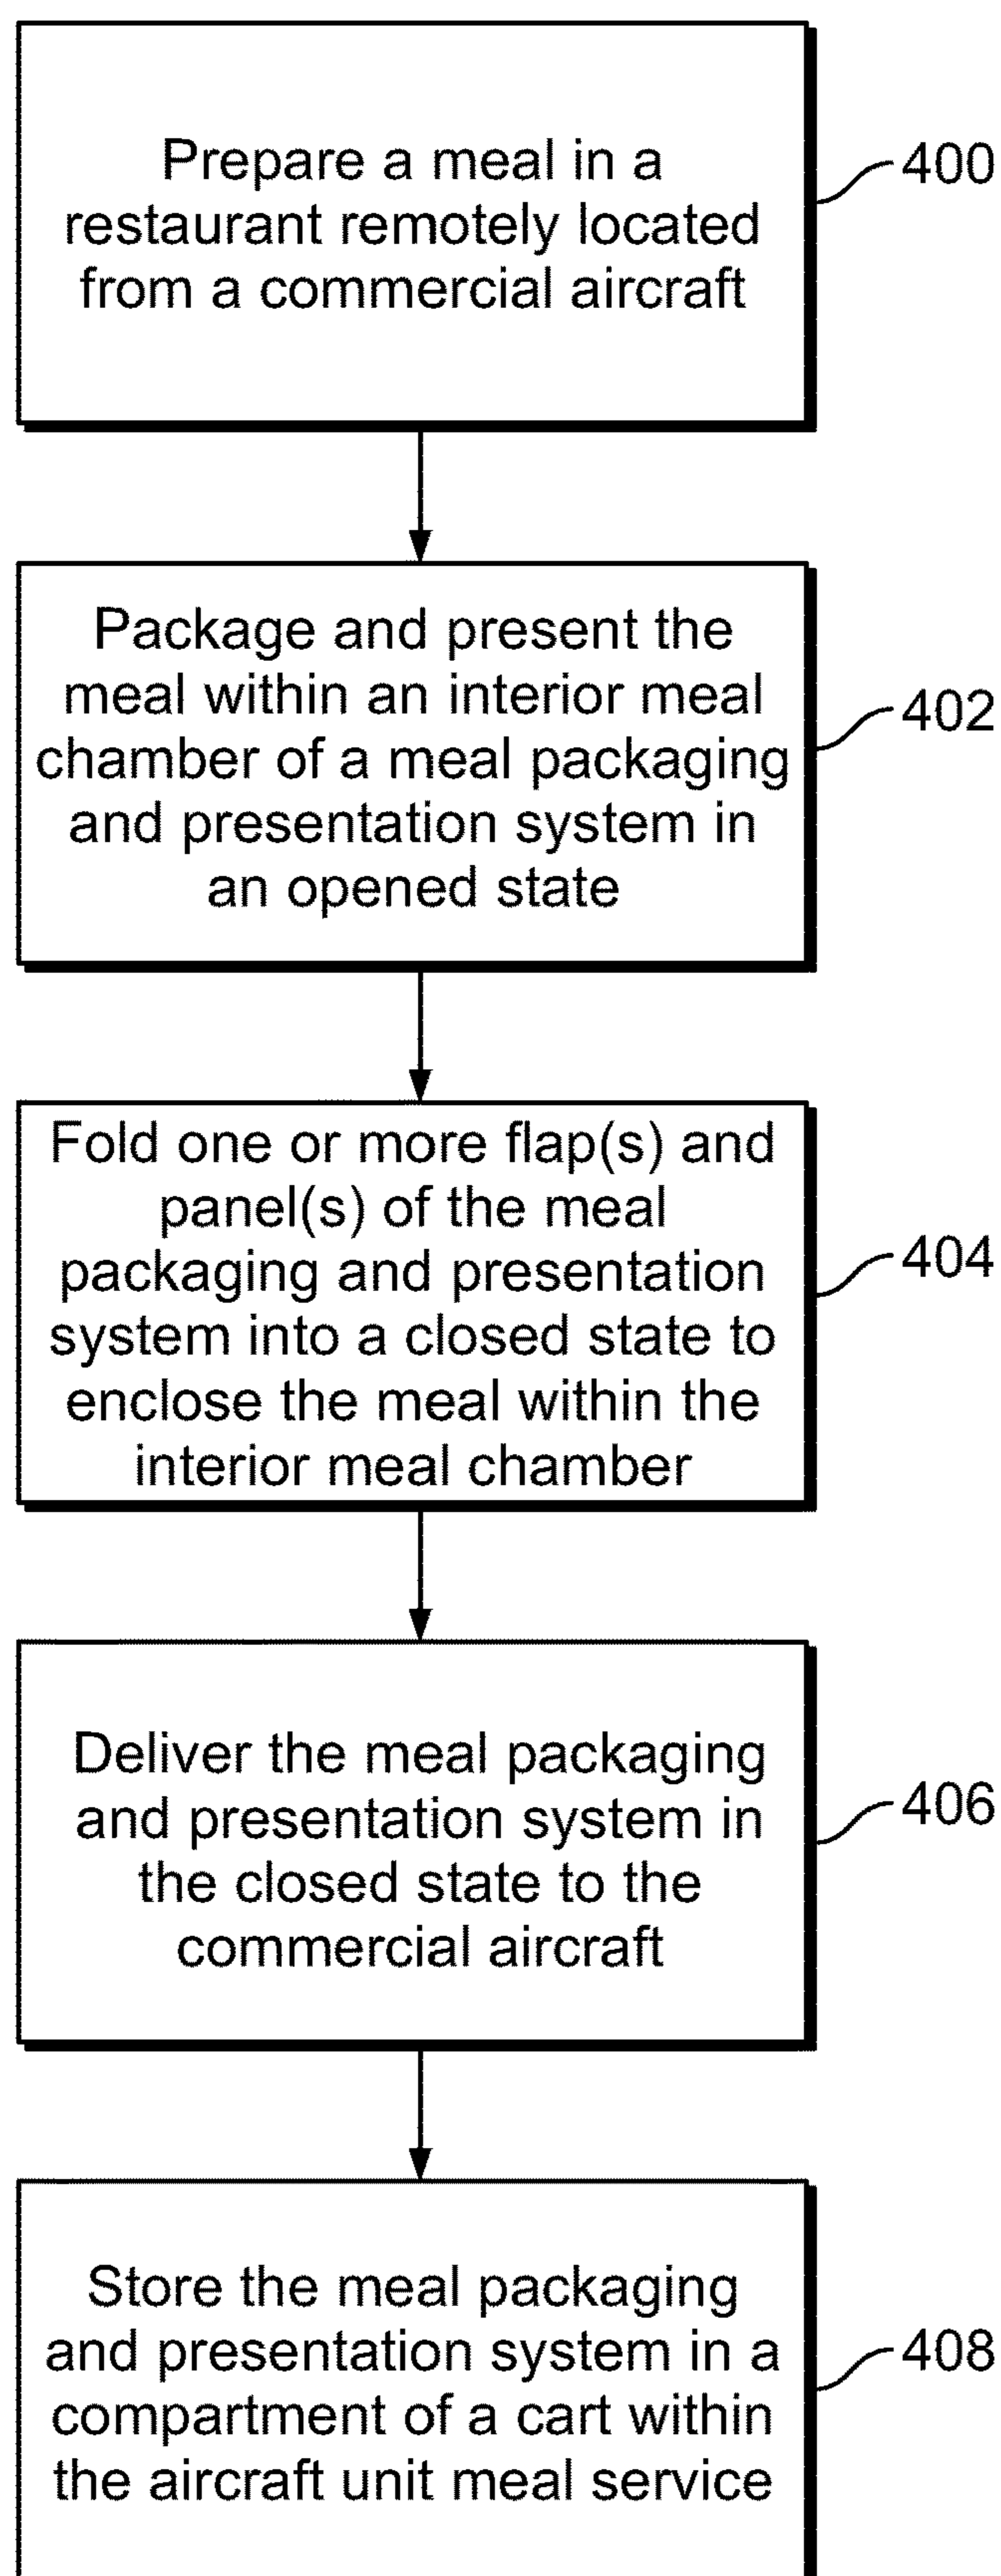 Prepare a meal in a
restaurant remotely located
from a commercial aircraft
400
Package and present the
meal within an interior meal
chamber of a meal packaging
and presentation system in
an opened state
402
Fold one or more flap(s) and
panel(s) of the meal
packaging and presentation
system into a closed state to
enclose the meal within the
interior meal chamber
404
Deliver the meal packaging
and presentation system in
the closed state to the
commercial aircraft
406
Store the meal packaging
and presentation system in a
compartment of a cart within
the aircraft unit meal service
408